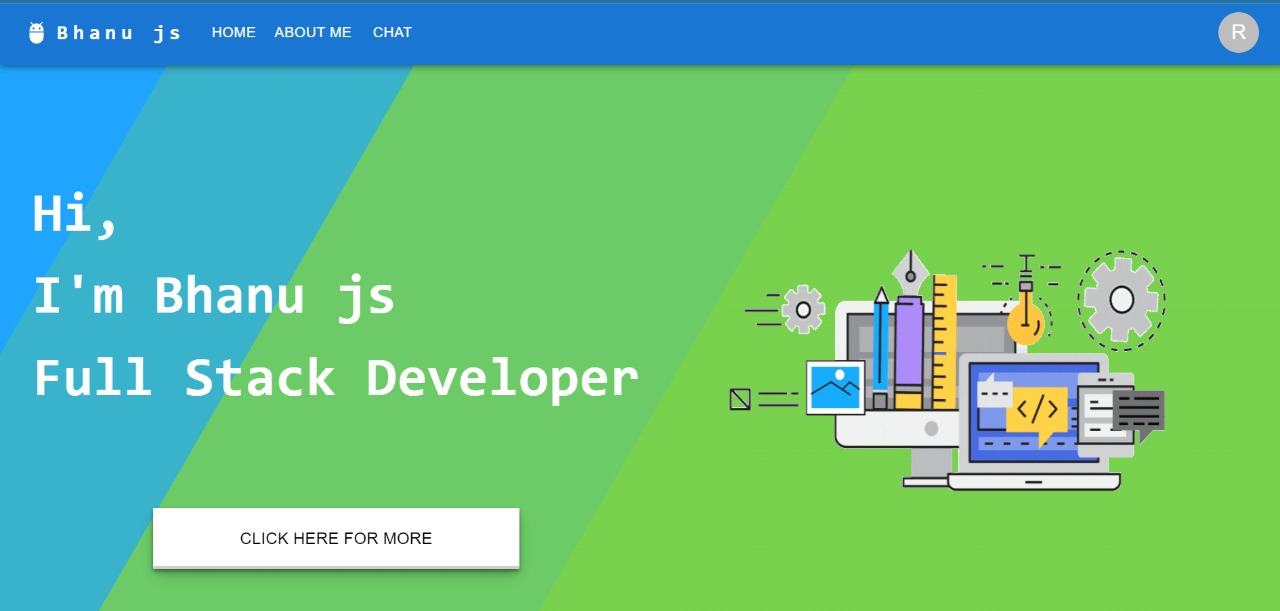 Bhanu js HOME ABOUT ME CHAT R
Hi,
I'm Bhanu js
Full Stack Developer
</>
CLICK HERE FOR MORE